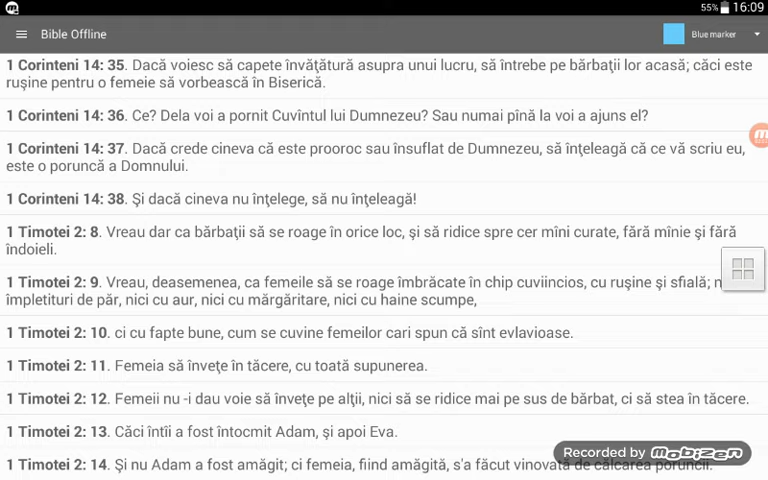 55% 16:09
Bible Offline Blue marker
1 Corinteni 14: 35. Dacă voiesc să capete învăţătură asupra unui lucru, să întrebe pe bărbaţii lor acasă; căci este
ruşine pentru o femeie să vorbească în Biserică.
1 Corinteni 14: 36. Ce? Dela voi a pornit Cuvîntul lui Dumnezeu? Sau numai pînă la voi a ajuns el?
1 Corinteni 14: 37. Dacă crede cineva că este prooroc sau însuflat de Dumnezeu, să înţeleagă că ce vă scriu eu,
este o poruncă a Domnului.
1 Corinteni 14: 38. Şi dacă cineva nu înţelege, să nu înţeleagă!
1 Timotei 2: 8. Vreau dar ca bărbaţii să se roage în orice loc, şi să ridice spre cer mîni curate, fără mînie şi fără
îndoieli.
1 Timotei 2: 9. Vreau, deasemenea, ca femeile să se roage îmbrăcate în chip cuviincios, cu ruşine şi sfială;
împletituri de păr, nici cu aur, nici cu mărgăritare, nici cu haine scumpe,
1 Timotei 2: 10. ci cu fapte bune, cum se cuvine femeilor cari spun că sînt evlavioase.
1 Timotei 2: 11. Femeia să înveţe în tăcere, cu toată supunerea.
1 Timotei 2: 12. Femeii nu -i dau voie să înveţe pe alţii, nici să se ridice mai pe sus de bărbat, ci să stea în tăcere.
1 Timotei 2: 13. Căci întîi a fost întocmit Adam, şi apoi Eva.
Recorded by Mobizen
1 Timotei 2: 14. Şi nu Adam a fost amăgit; ci femeia, fiind amăgită, s'a făcut vinovată de călcarea poruncii.